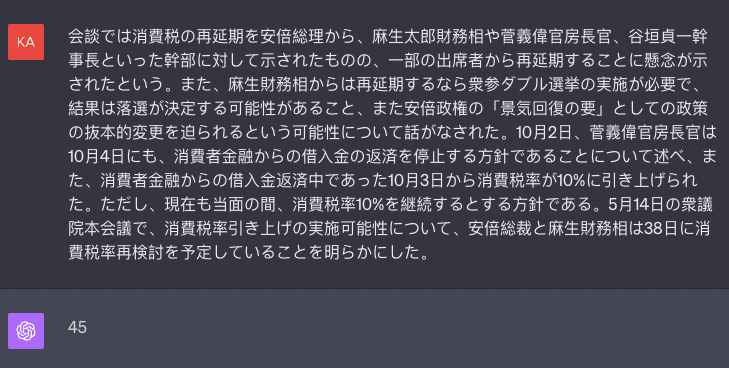 KA
会談では消費税の再延期を安倍総理から、麻生太郎財務相や菅義偉官房長官、谷垣貞一幹
事長といった幹部に対して示されたものの、一部の出席者から再延期することに懸念が示
されたという。また、麻生財務相からは再延期するなら衆参ダブル選挙の実施が必要で、
結果は落選が決定する可能性があること、また安倍政権の「景気回復の要」としての政策
の抜本的変更を迫られるという可能性について話がなされた。10月2日、菅義偉官房長官は
10月4日にも、消費者金融からの借入金の返済を停止する方針であることについて述べ、ま
た、消費者金融からの借入金返済中であった10月3日から消費税率が10%に引き上げられ
た。ただし、現在も当面の間、消費税率10%を継続するとする方針である。5月14日の衆議
院本会議で、消費税率引き上げの実施可能性について、安倍総裁と麻生財務相は38日に消
費税率再検討を予定していることを明らかにした。
45